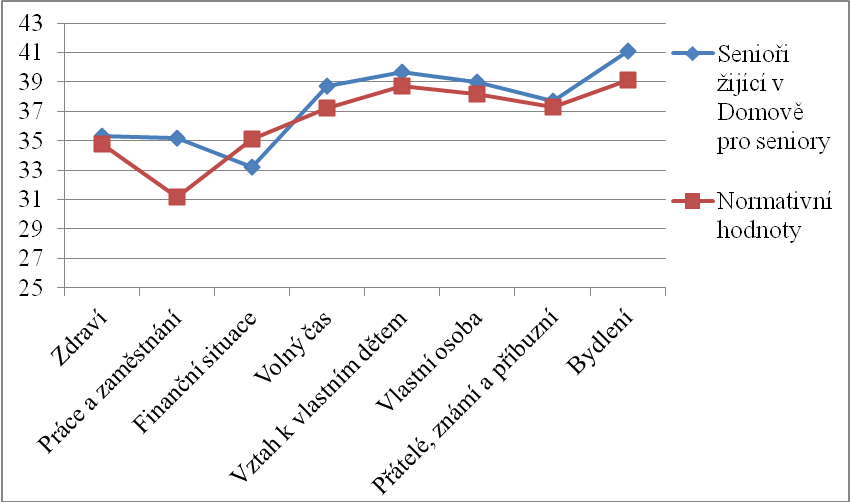 43
41
39
37
35
33
31
29
27
25
Zdraví
Práce a zaměstnání
Finanční situace
Volný čas
Vztah k vlastním dětem
Vlastní osoba
Přátelé, známí a příbuzní
Bydlení
Senioři
žijící v
Domově
pro seniory
Normativní
hodnoty